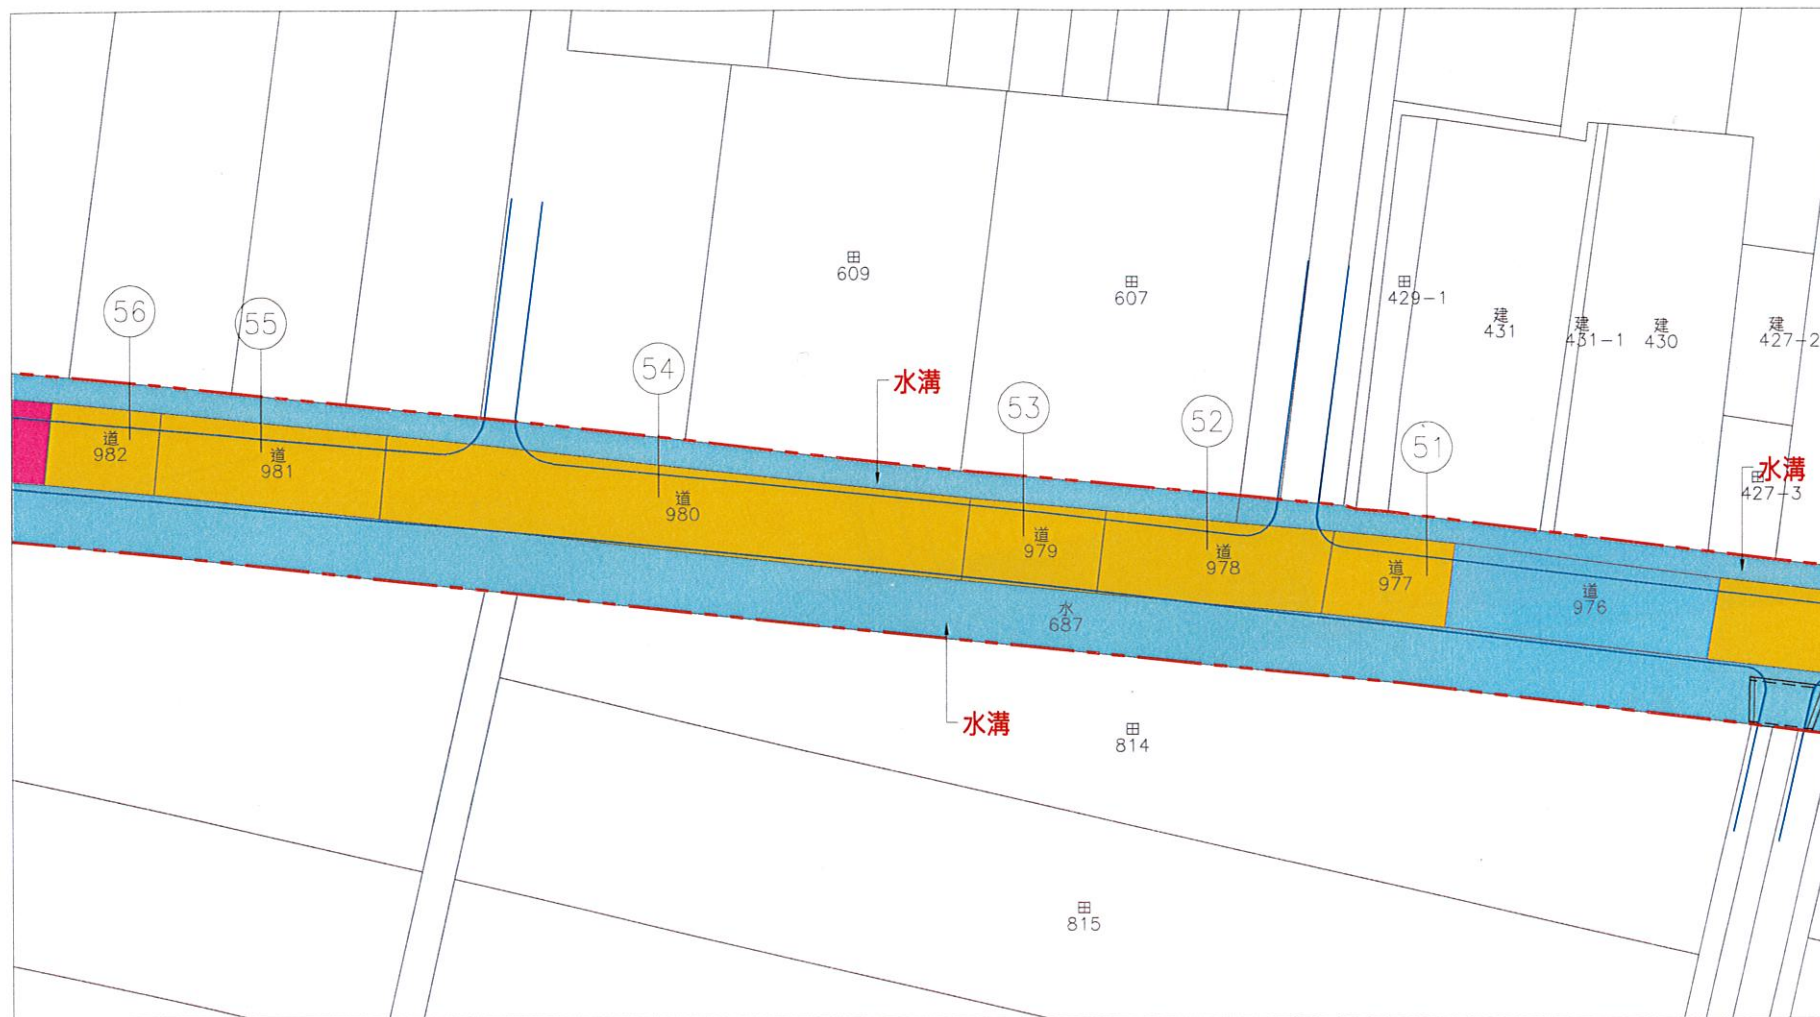 田
609
田
607
田
429-1
建
431
建
431-1
建
430
建
427-2
56
55
54
水溝
53
52
51
水溝
田
427-3
道
982
道
981
道
980
道
979
道
978
道
977
道
976
水
687
水溝
田
814
田
815